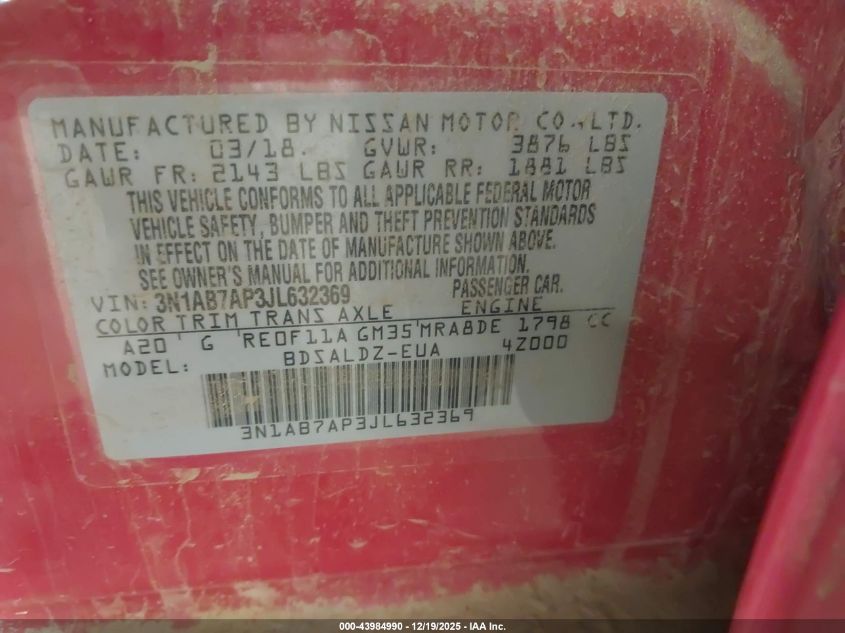 MANUFACTURED BY NISSAN MOTOR CO.,LTD.
DATE: 03/18. GVWR: 3876 LBS
GAWR FR: 2143 LBS GAWR RR: 1881 LBS
THIS VEHICLE CONFORMS TO ALL APPLICABLE FEDERAL MOTOR
VEHICLE SAFETY, BUMPER AND THEFT PREVENTION STANDARDS
IN EFFECT ON THE DATE OF MANUFACTURE SHOWN ABOVE.
SEE OWNER'S MANUAL FOR ADDITIONAL INFORMATION.
VIN: 3N1AB7AP3JL632369 PASSENGER CAR.
COLOR TRIM TRANS AXLE ENGINE
A20 G RE0F11A GM35 MRA8DE 1798 CC
MODEL: BDSALDZ-EUA 4Z000
3N1AB7AP3JL632369
000-43984990 - 12/19/2025 - IAA Inc.